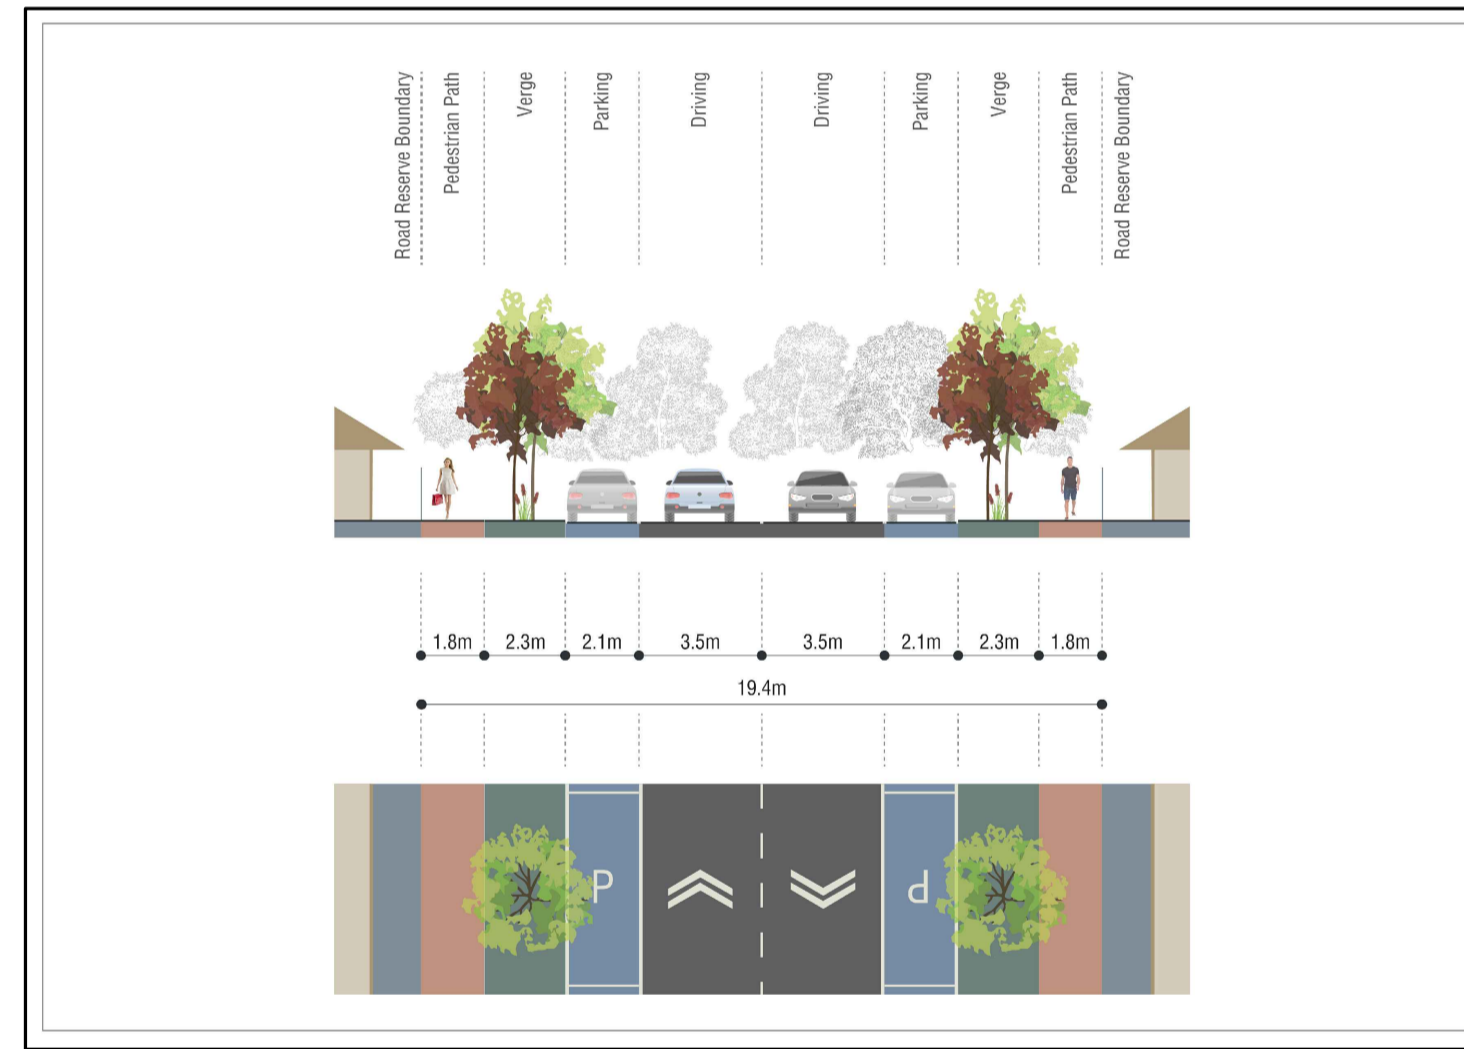 Road Reserve Boundary
Pedestrian Path
Verge
Parking
Driving
Driving
Parking
Verge
Pedestrian Path
Road Reserve Boundary
1.8m 2.3m 2.1m 3.5m 3.5m 2.1m 2.3m 1.8m
19.4m
P P